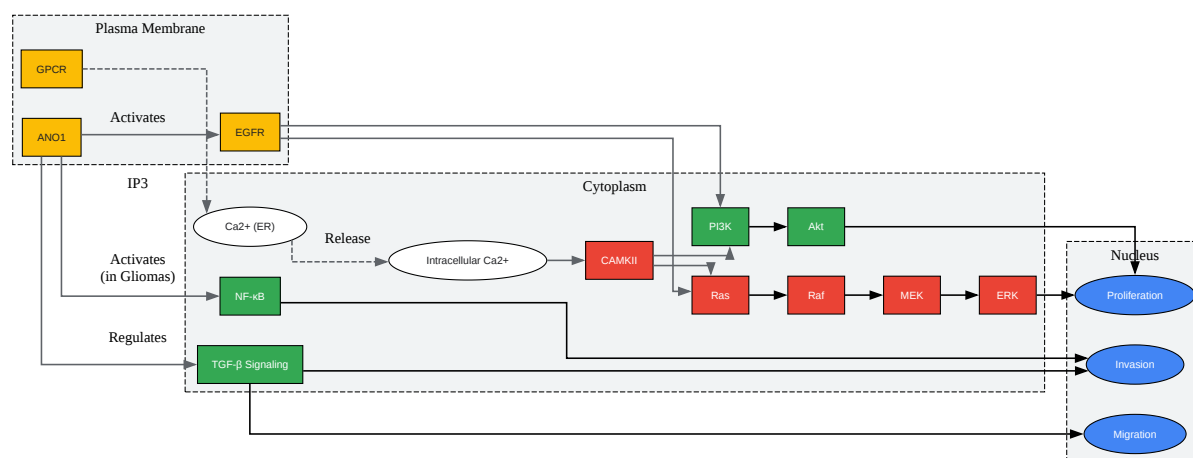 Plasma Membrane
GPCR
ANO1
Activates
EGFR
IP3
Cytoplasm
Ca2+ (ER)
Release
Intracellular Ca2+
CAMKII
PI3K
Akt
Activates
(in Gliomas)
NF-κB
Ras
Raf
MEK
ERK
Nucleus
Proliferation
Regulates
TGF-β Signaling
Invasion
Migration